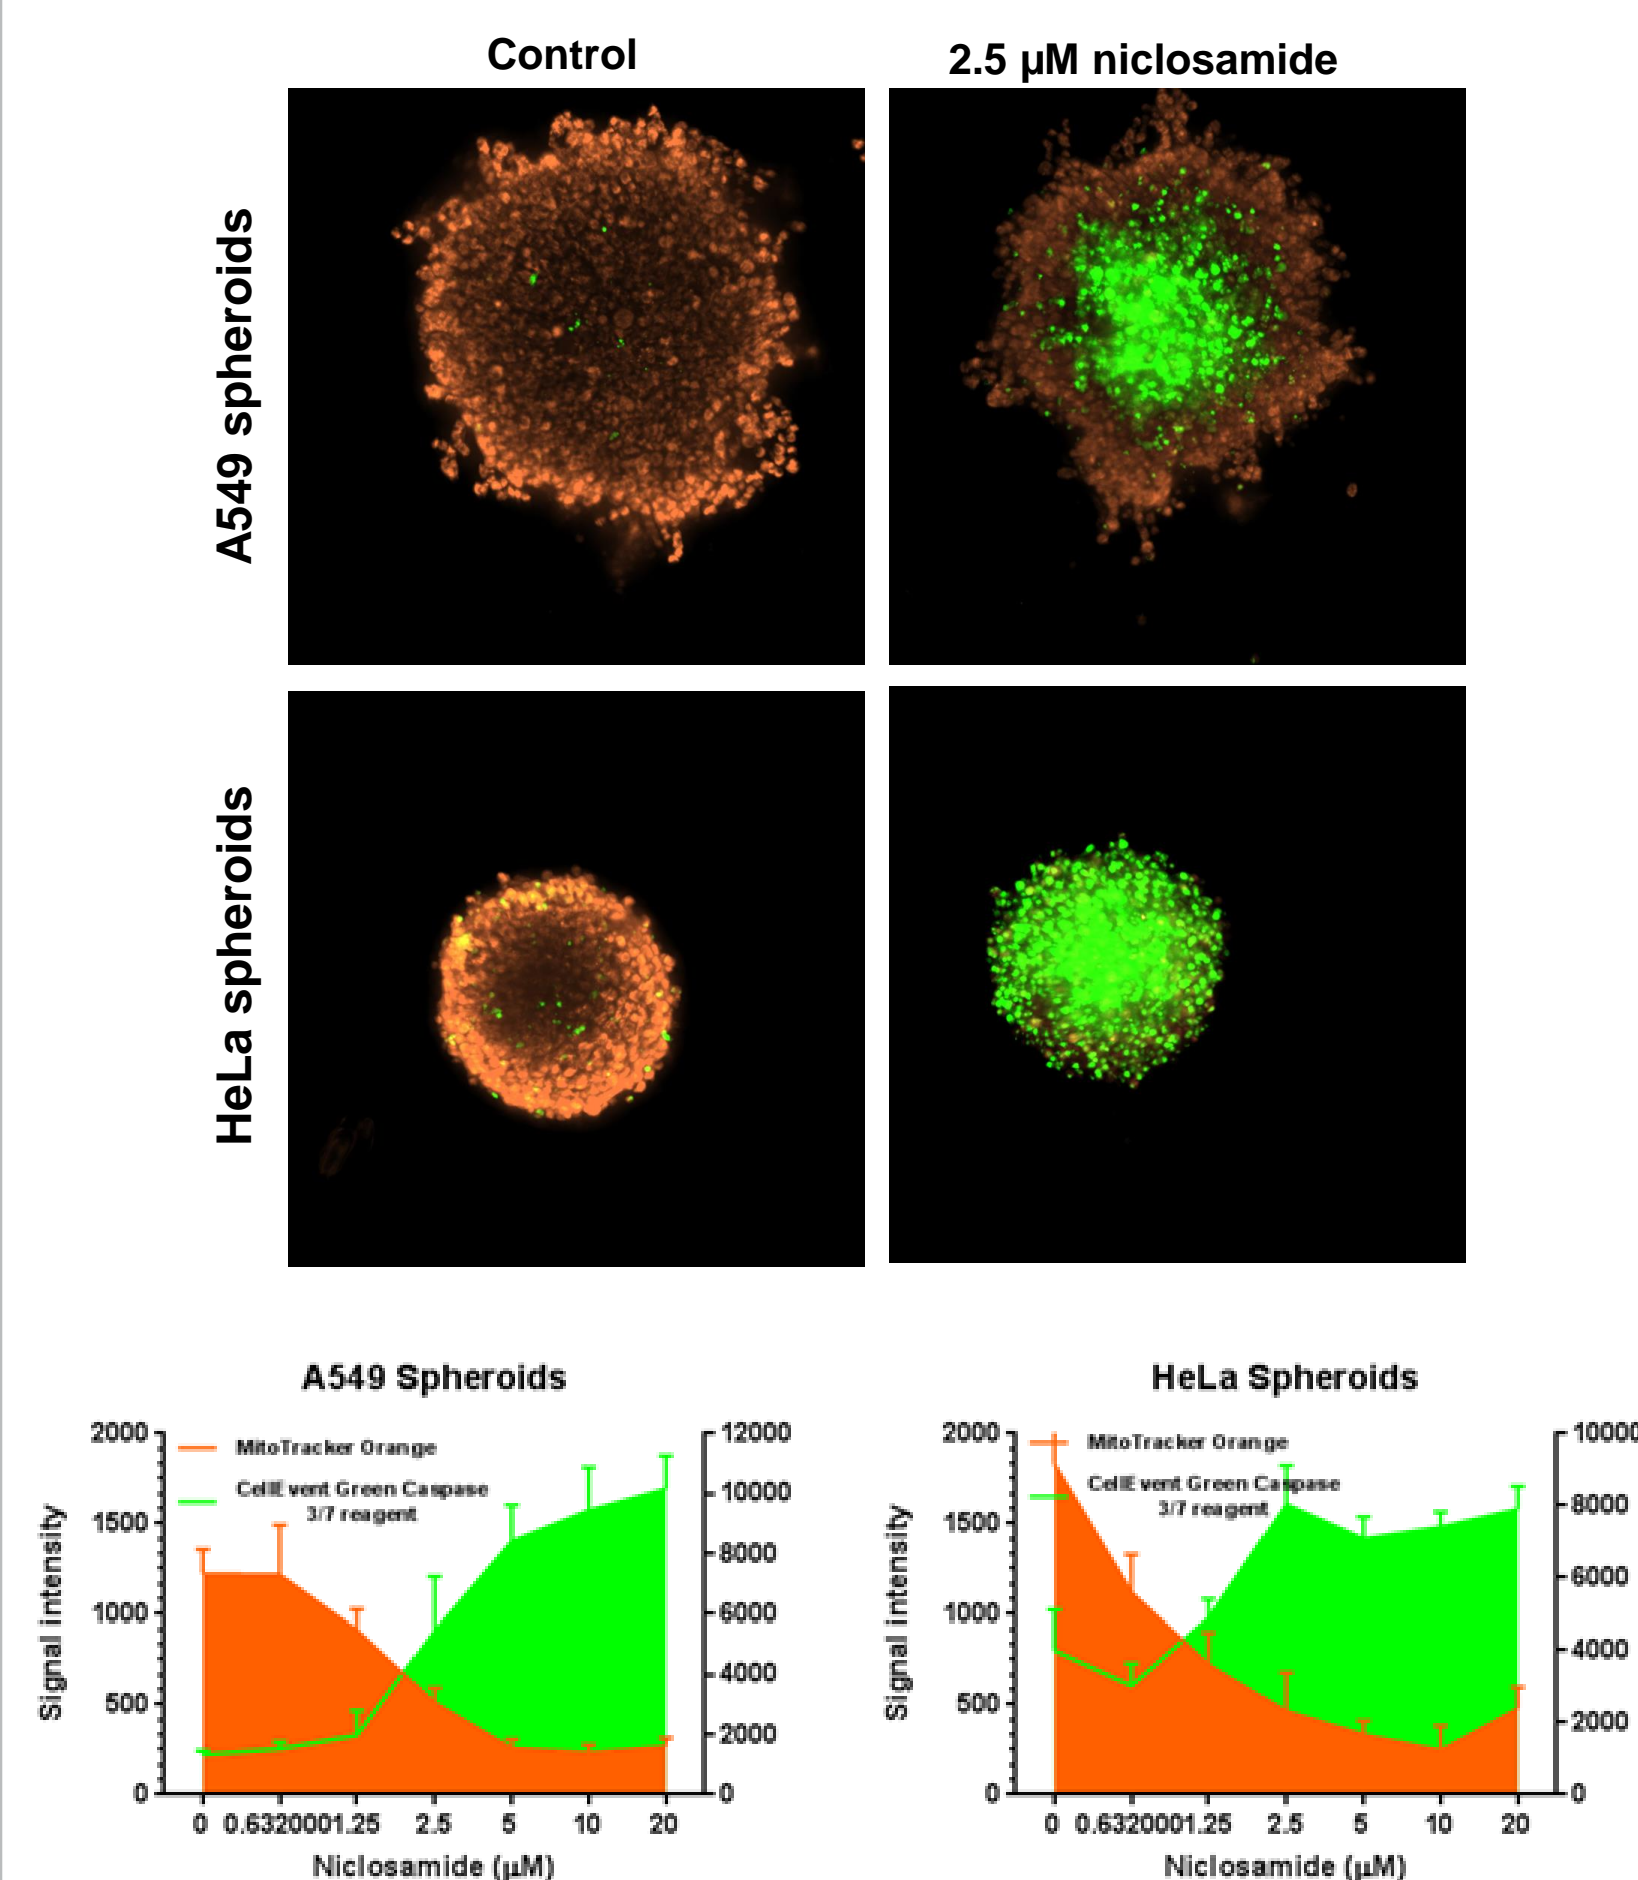 Control
2.5 µM niclosamide
A549 spheroids
HeLa spheroids
A549 Spheroids
MitoTracker Orange
CellEvent Green Caspase
3/7 reagent
Signal intensity
2000
1500
1000
500
0
12000
10000
8000
6000
4000
2000
0
0 0.6320001.25 2.5 5 10 20
Niclosamide (µM)
HeLa Spheroids
MitoTracker Orange
CellEvent Green Caspase
3/7 reagent
Signal intensity
2000
1500
1000
500
0
10000
8000
6000
4000
2000
0
0 0.6320001.25 2.5 5 10 20
Niclosamide (µM)